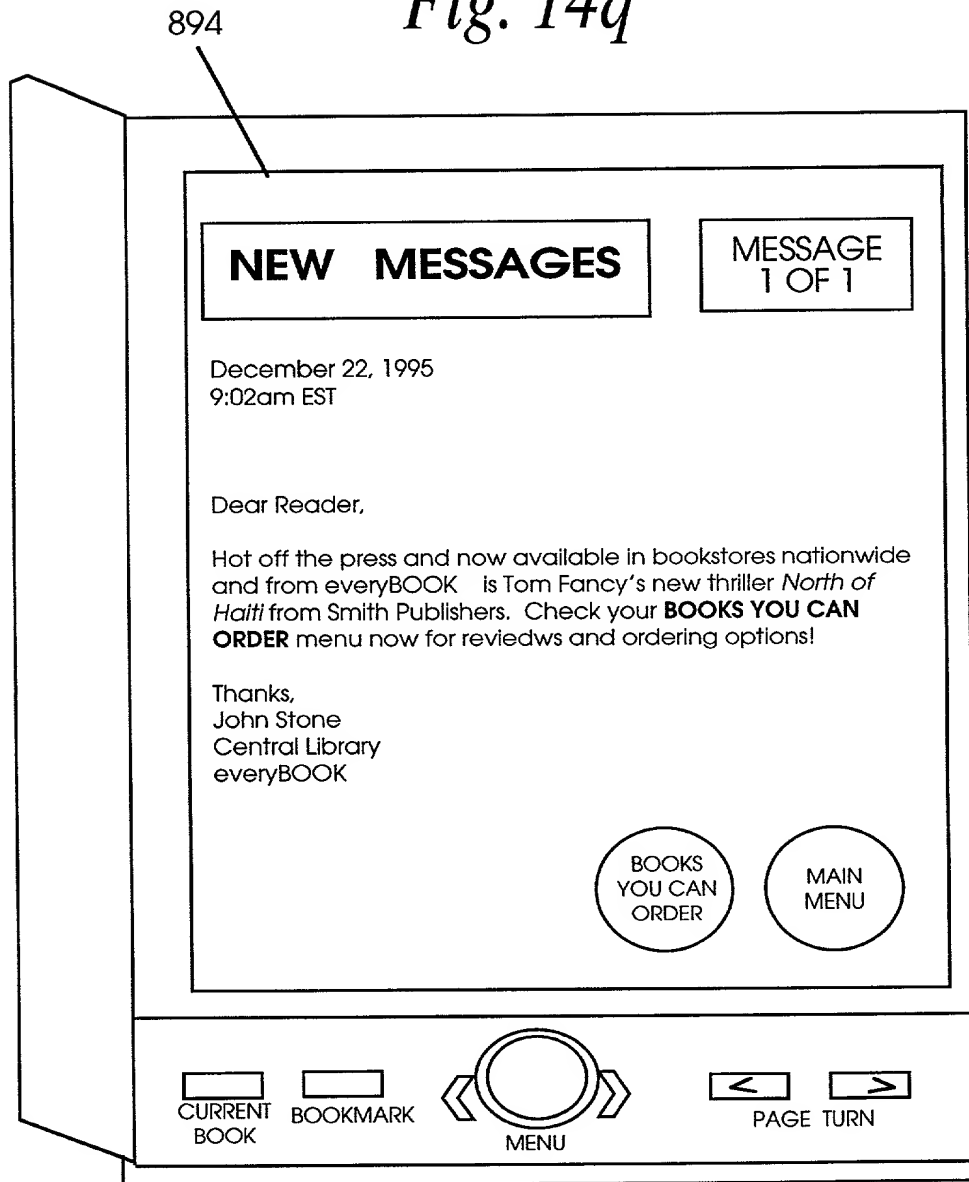 894
Fig. 14q
NEW MESSAGES
MESSAGE
1 OF 1
December 22, 1995
9:02am EST
Dear Reader,
Hot off the press and now available in bookstores nationwide
and from everyBOOK is Tom Fancy's new thriller North of
Haiti from Smith Publishers. Check your BOOKS YOU CAN
ORDER menu now for reviedws and ordering options!
Thanks,
John Stone
Central Library
everyBOOK
BOOKS
YOU CAN
ORDER
MAIN
MENU
CURRENT
BOOK
BOOKMARK
MENU
< >
PAGE TURN